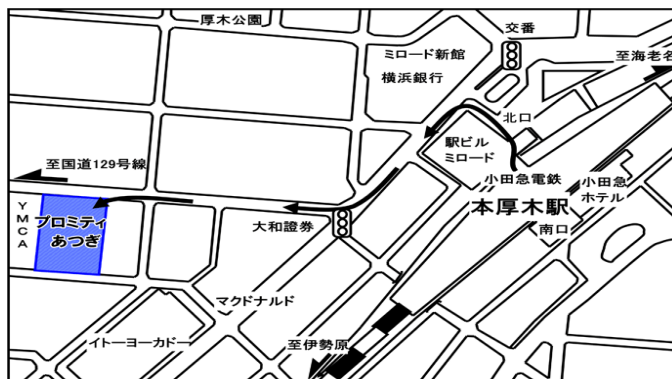 厚木公園
交番
ミロード新館
横浜銀行
至海老名
北口
駅ビル
ミロード
至国道129号線
小田急電鉄
小田急
ホテル
本厚木駅
南口
YMCA
プロミティ
あつぎ
大和證券
マクドナルド
イトーヨーカドー
至伊勢原